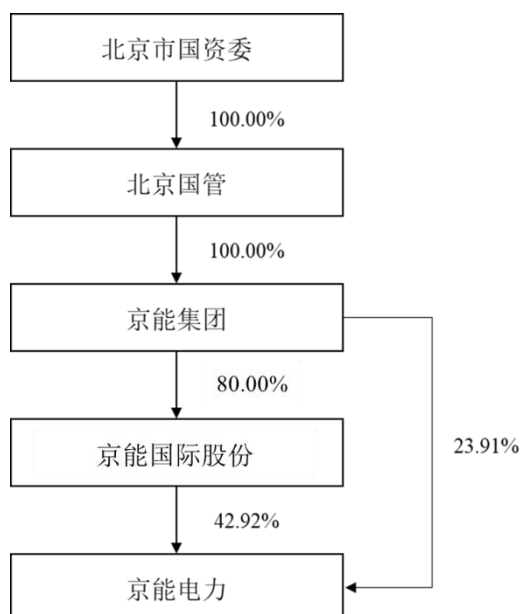 北京市国资委
100.00%
北京国管
100.00%
京能集团
80.00%
京能国际股份
23.91%
42.92%
京能电力